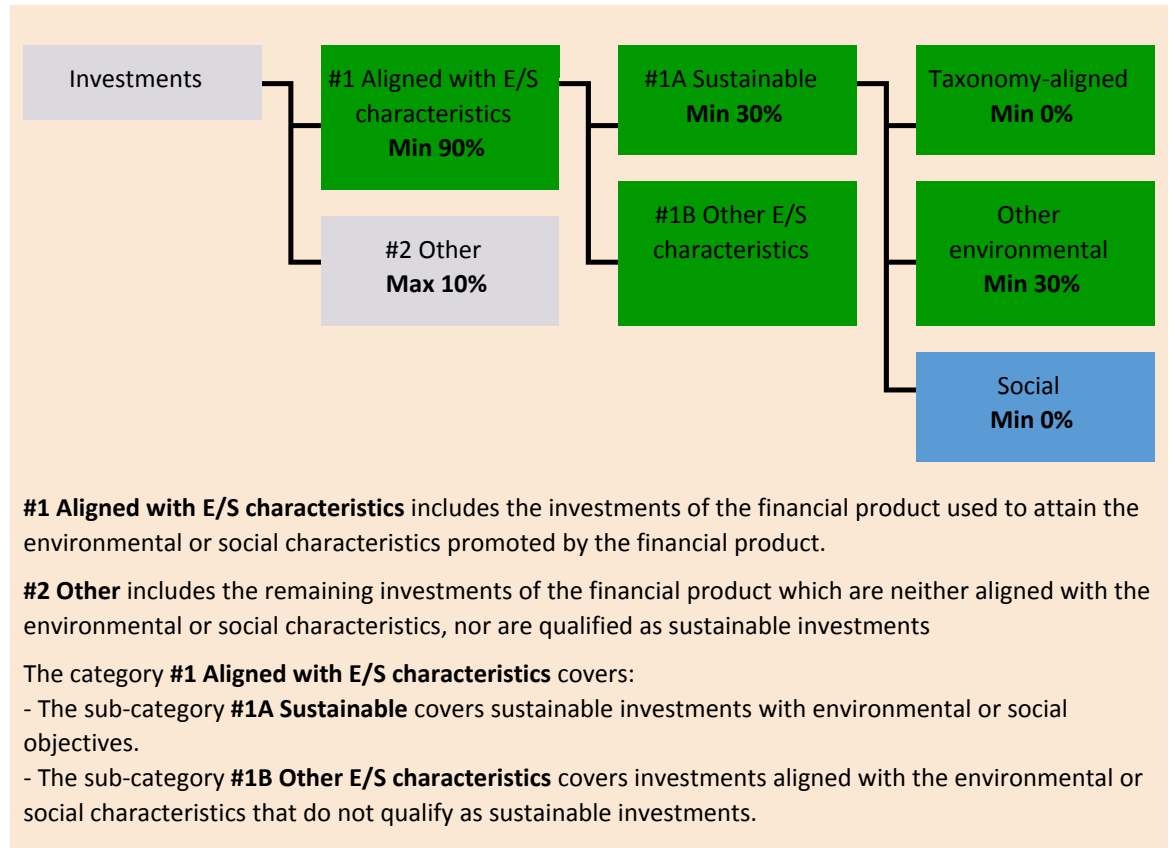 Investments
#1 Aligned with E/S
characteristics
Min 90%
#2 Other
Max 10%
#1A Sustainable
Min 30%
#1B Other E/S
characteristics
Taxonomy-aligned
Min 0%
Other
environmental
Min 30%
Social
Min 0%
#1 Aligned with E/S characteristics includes the investments of the financial product used to attain the
environmental or social characteristics promoted by the financial product.
#2 Other includes the remaining investments of the financial product which are neither aligned with the
environmental or social characteristics, nor are qualified as sustainable investments
The category #1 Aligned with E/S characteristics covers:
- The sub-category #1A Sustainable covers sustainable investments with environmental or social
objectives.
- The sub-category #1B Other E/S characteristics covers investments aligned with the environmental or
social characteristics that do not qualify as sustainable investments.